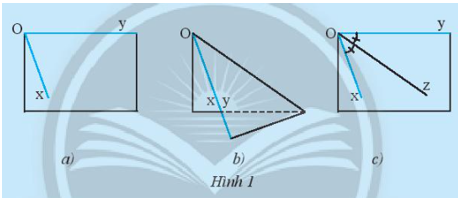 O y x
O x y
O y x z
a) b) c)
Hình 1